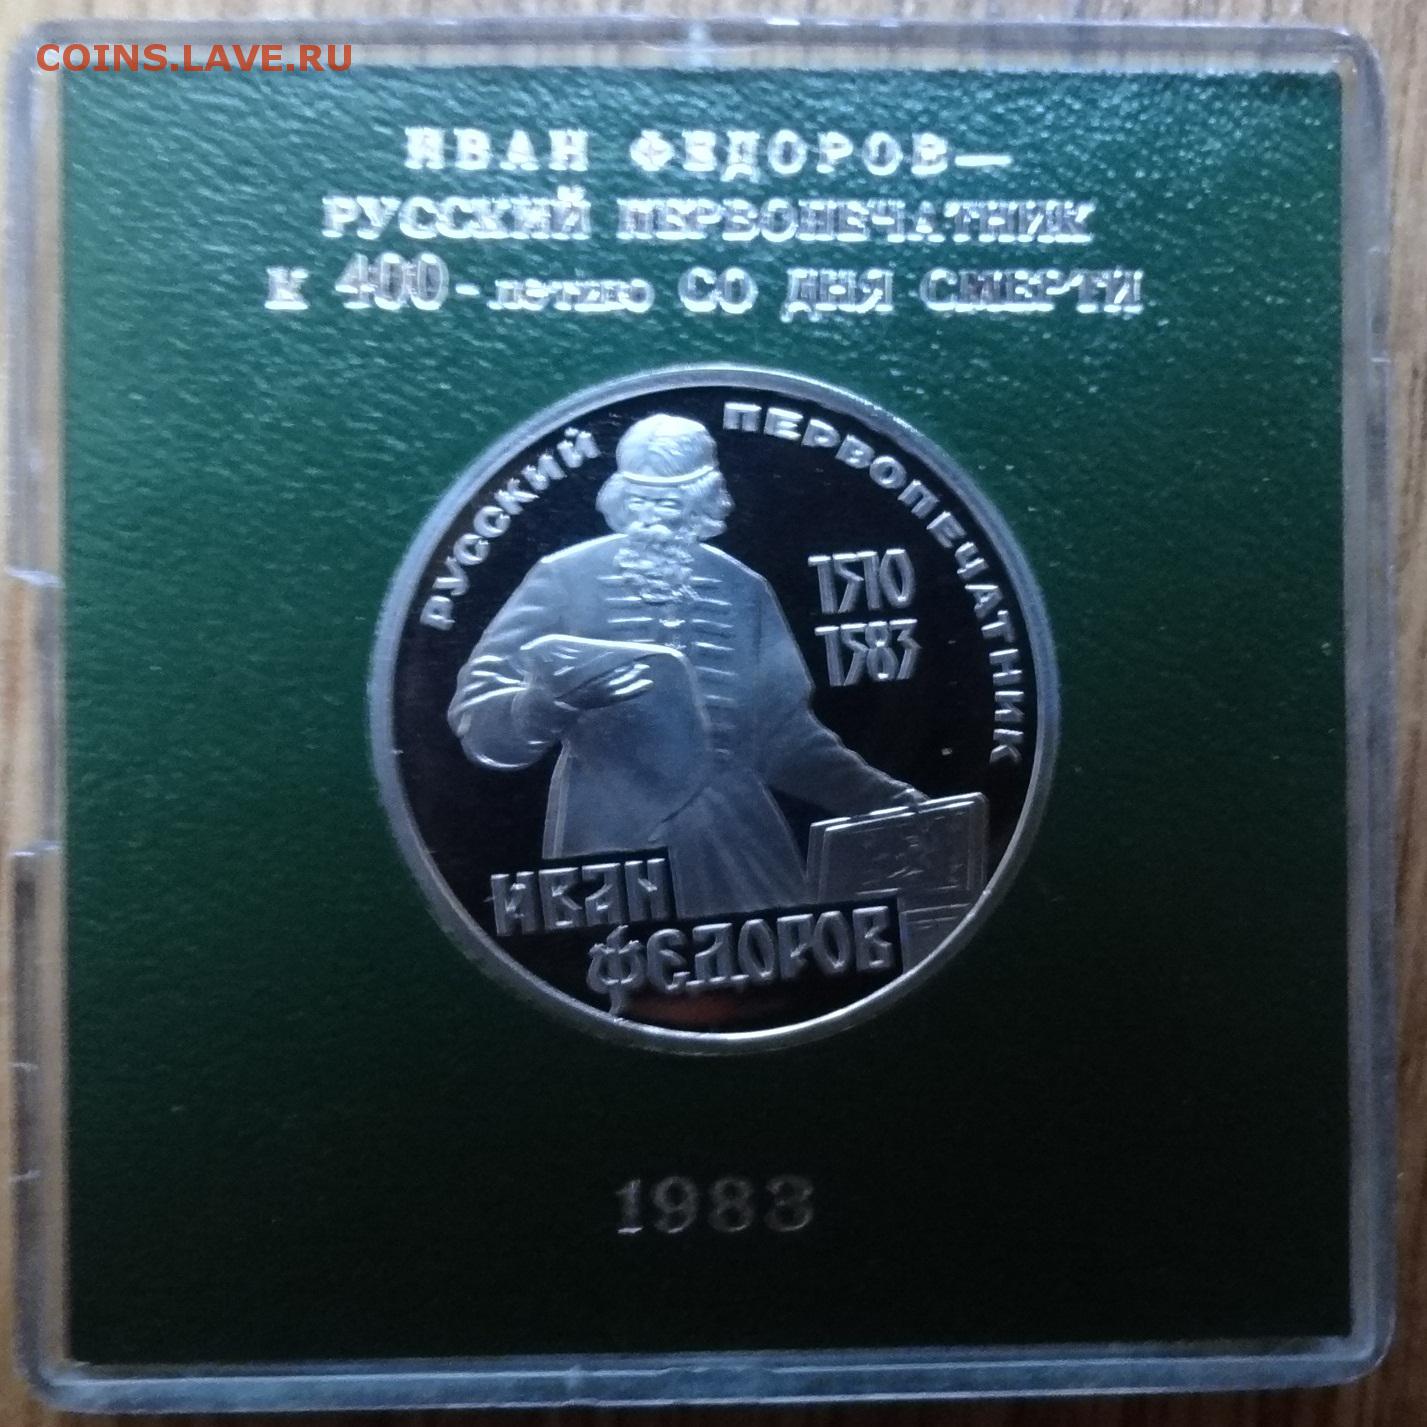 COINS.LAVE.RU
ИВАН ФЕДОРОВ—
РУССКИЙ ПЕРВОПЕЧАТНИК
К 400-летию СО ДНЯ СМЕРТИ
РУССКИЙ ПЕРВОПЕЧАТНИК
1510
1583
ИВАН
ФЕДОРОВ
1983